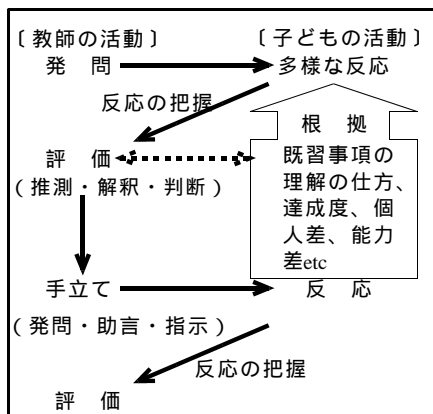 〔教師の活動〕 〔子どもの活動〕
発 問 多様な反応
反応の把握
根 拠
評 価 既習事項の
(推測・解釈・判断) 理解の仕方、
達成度、個
人差、能力
差etc
手立て 反 応
(発問・助言・指示)
反応の把握
評 価